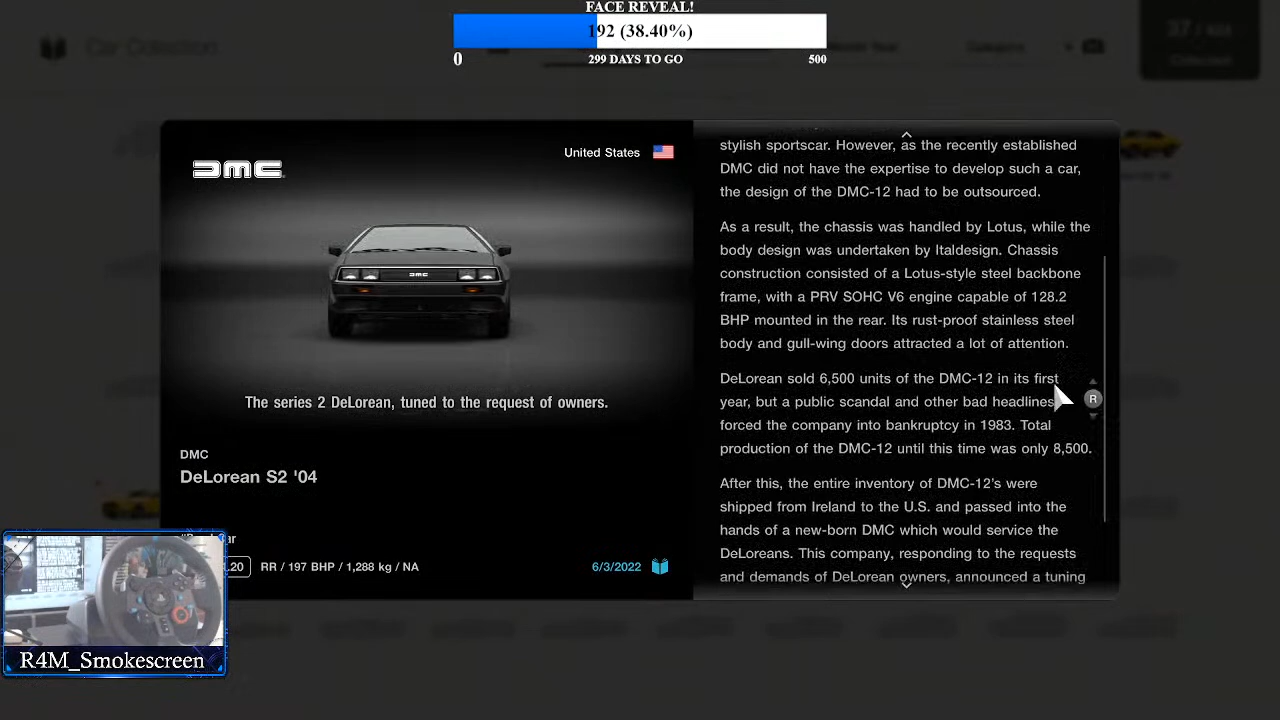 FACE REVEAL!
192 (38.40%)
0
299 DAYS TO GO
500
Car Collection
37 /
DMC
United States
The series 2 DeLorean, tuned to the request of owners.
DMC
DeLorean S2 '04
.20
RR / 197 BHP / 1,288 kg / NA
6/3/2022
stylish sportscar. However, as the recently established
DMC did not have the expertise to develop such a car,
the design of the DMC-12 had to be outsourced.
As a result, the chassis was handled by Lotus, while the
body design was undertaken by Italdesign. Chassis
construction consisted of a Lotus-style steel backbone
frame, with a PRV SOHC V6 engine capable of 128.2
BHP mounted in the rear. Its rust-proof stainless steel
body and gull-wing doors attracted a lot of attention.
DeLorean sold 6,500 units of the DMC-12 in its first
year, but a public scandal and other bad headlines
forced the company into bankruptcy in 1983. Total
production of the DMC-12 until this time was only 8,500.
After this, the entire inventory of DMC-12's were
shipped from Ireland to the U.S. and passed into the
hands of a new-born DMC which would service the
DeLoreans. This company, responding to the requests
and demands of DeLorean owners, announced a tuning
R
R4M_Smokescreen